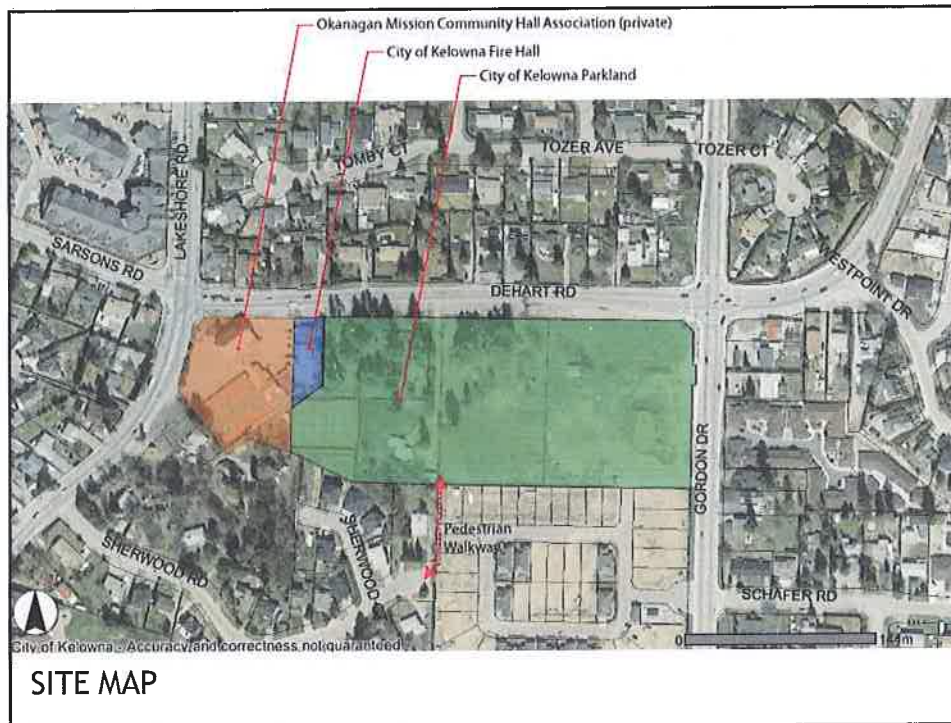 Okanagan Mission Community Hall Association (private)
City of Kelowna Fire Hall
City of Kelowna Parkland
TOMBY CT
TOZER AVE
TOZER CT
LAKESHORE RD
SARSONS RD
DEHART RD
WESTPOINT DR
GORDON DR
Pedestrian
Walkway
SHERWOOD RD
SHERWOOD
SCHAFER RD
0
144m
City of Kelowna - Accuracy and correctness not guaranteed
SITE MAP